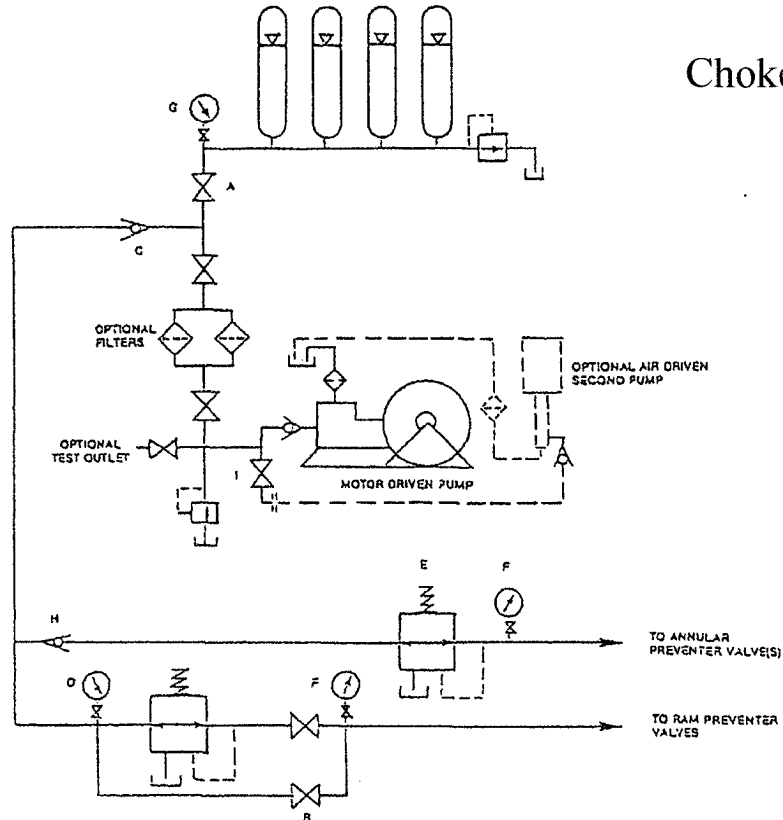 Choke
G
A
C
OPTIONAL
FILTERS
OPTIONAL AIR DRIVEN
SECOND PUMP
OPTIONAL
TEST OUTLET
I
MOTOR DRIVEN PUMP
E
F
H
TO ANNULAR
PREVENTER VALVE(S)
G
F
TO RAM PREVENTER
VALVES
B